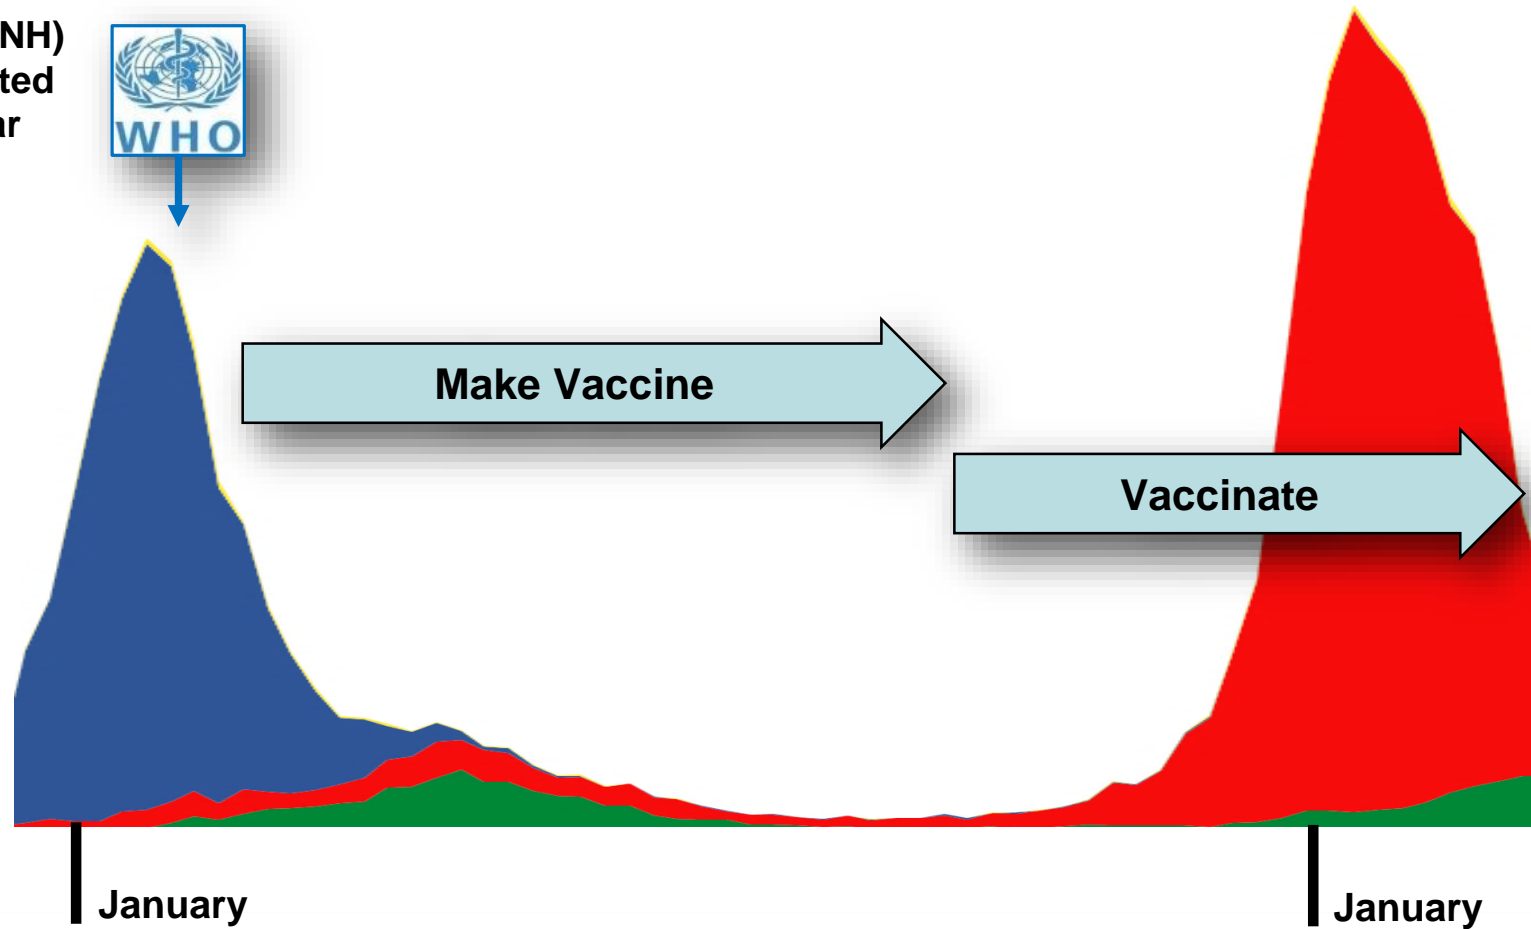 NH)
ted
ar
WHO
Make Vaccine
Vaccinate
January
January